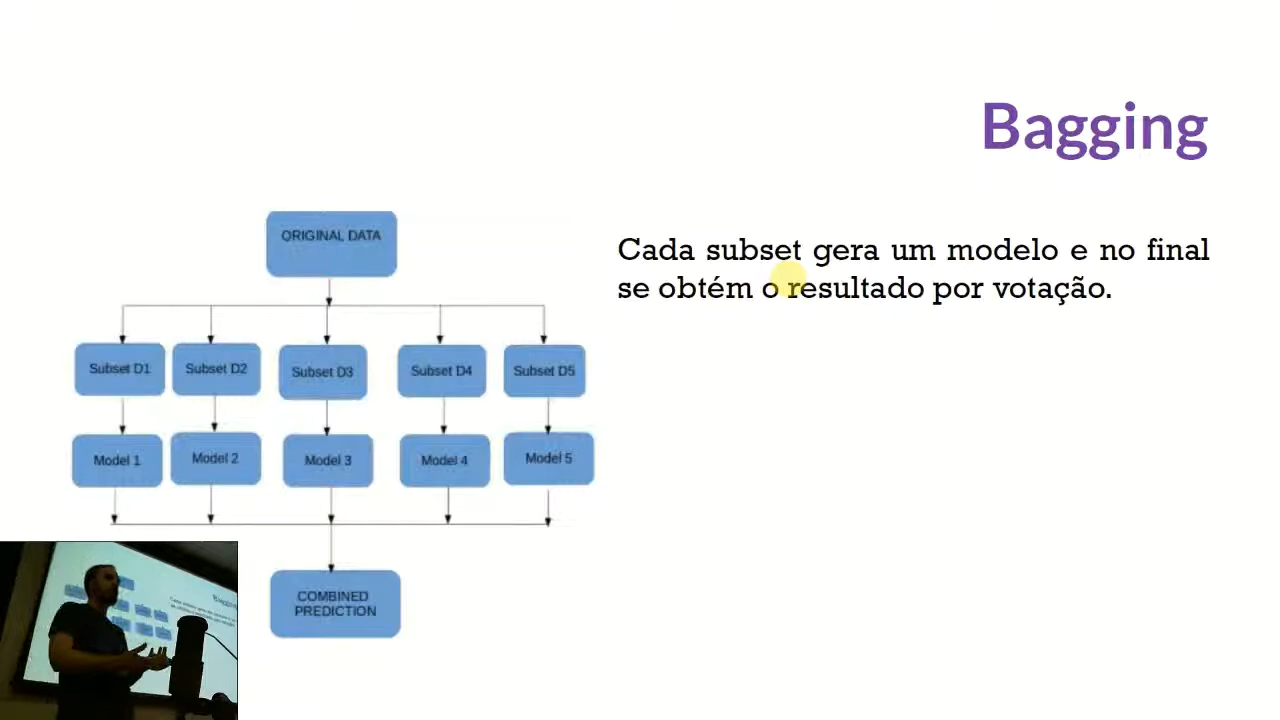 Bagging
Cada subset gera um modelo e no final
se obtém o resultado por votação.
ORIGINAL DATA
Subset D1
Subset D2
Subset D3
Subset D4
Subset D5
Model 1
Model 2
Model 3
Model 4
Model 5
COMBINED
PREDICTION